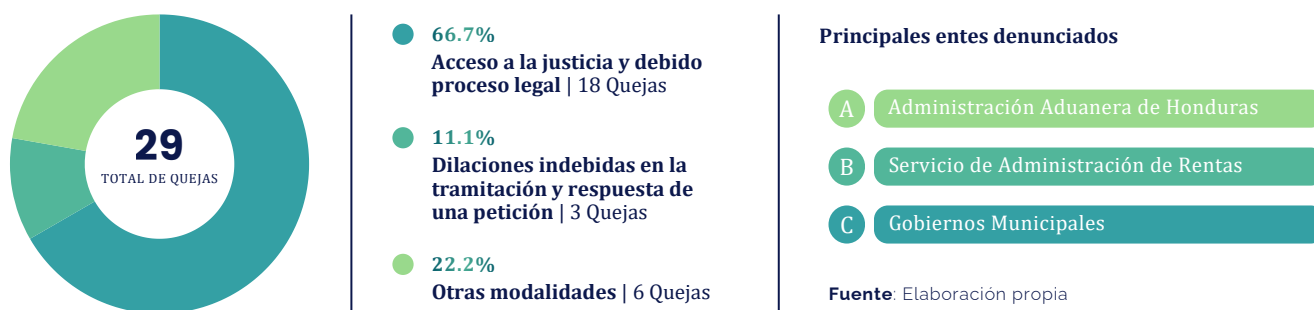 29
TOTAL DE QUEJAS
66.7%
Acceso a la justicia y debido
proceso legal | 18 Quejas
11.1%
Dilaciones indebidas en la
tramitación y respuesta de
una petición | 3 Quejas
22.2%
Otras modalidades | 6 Quejas
Principales entes denunciados
A Administración Aduanera de Honduras
B Servicio de Administración de Rentas
C Gobiernos Municipales
Fuente: Elaboración propia